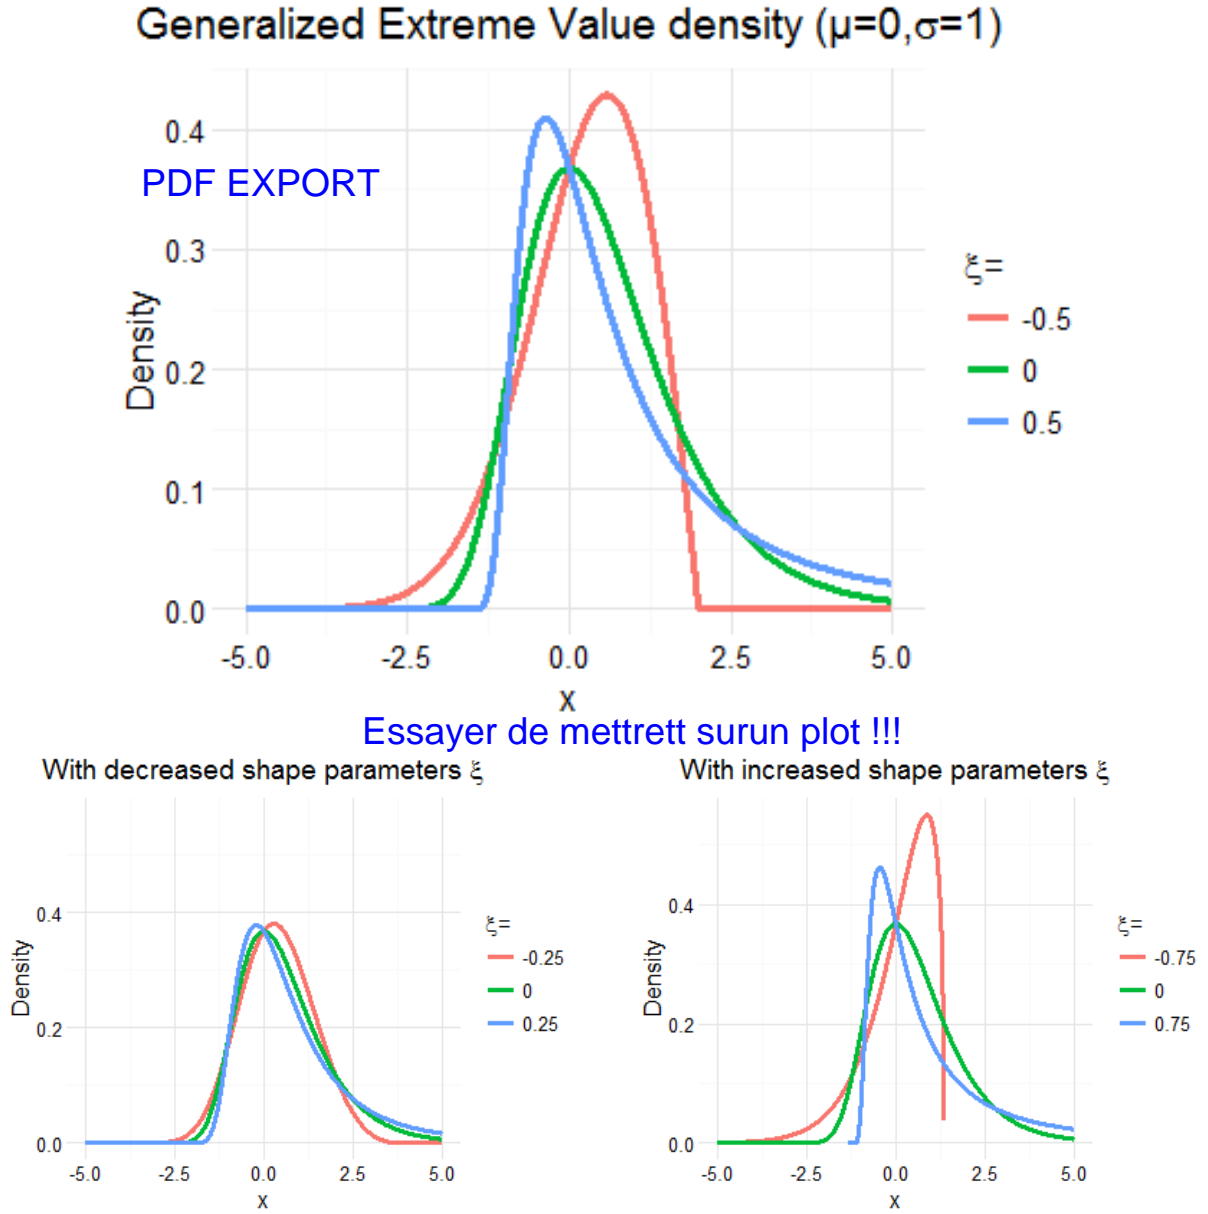 Generalized Extreme Value density (μ=0,σ=1)
PDF EXPORT
Density
0.4
0.3
0.2
0.1
0.0
-5.0 -2.5 0.0 2.5 5.0
x
ξ=
-0.5
0
0.5
Essayer de mettrett surun plot !!!
With decreased shape parameters ξ
Density
0.4
0.2
0.0
-5.0 -2.5 0.0 2.5 5.0
x
ξ=
-0.25
0
0.25
With increased shape parameters ξ
Density
0.4
0.2
0.0
-5.0 -2.5 0.0 2.5 5.0
x
ξ=
-0.75
0
0.75